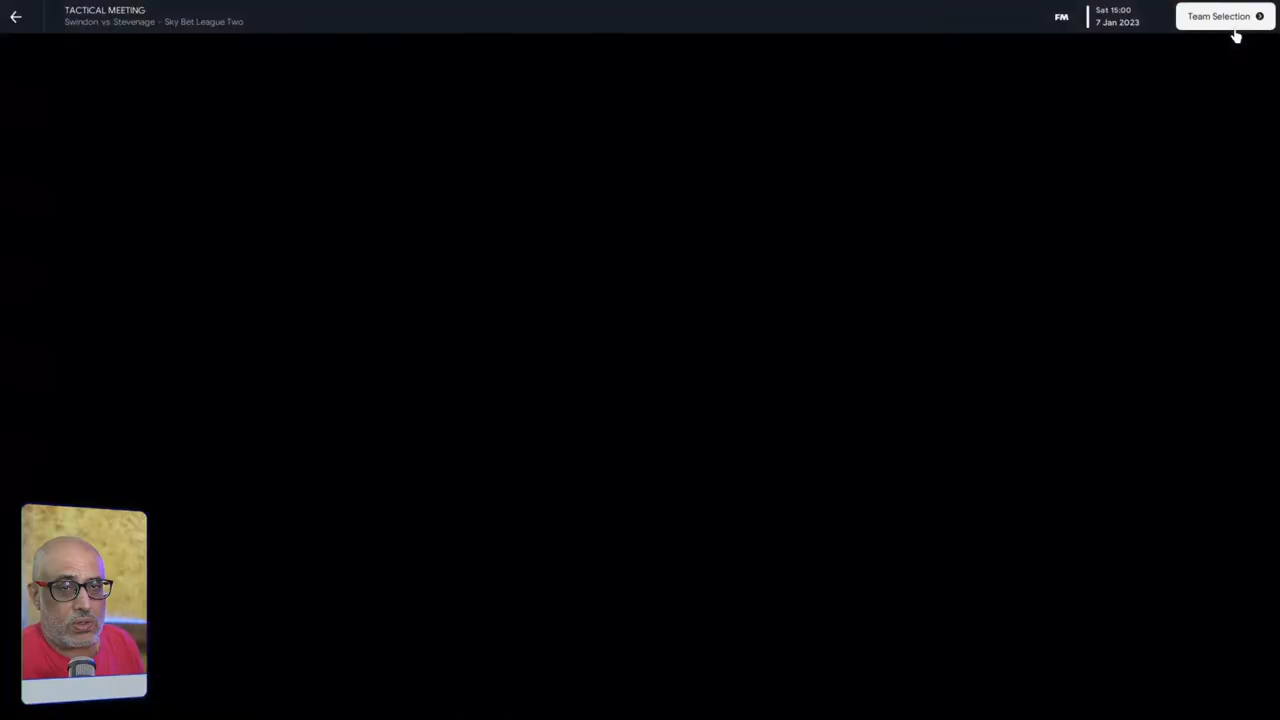 TACTICAL MEETING
Swindon vs Stevenage - Sky Bet League Two
FM
Sat 15:00
7 Jan 2023
Team Selection